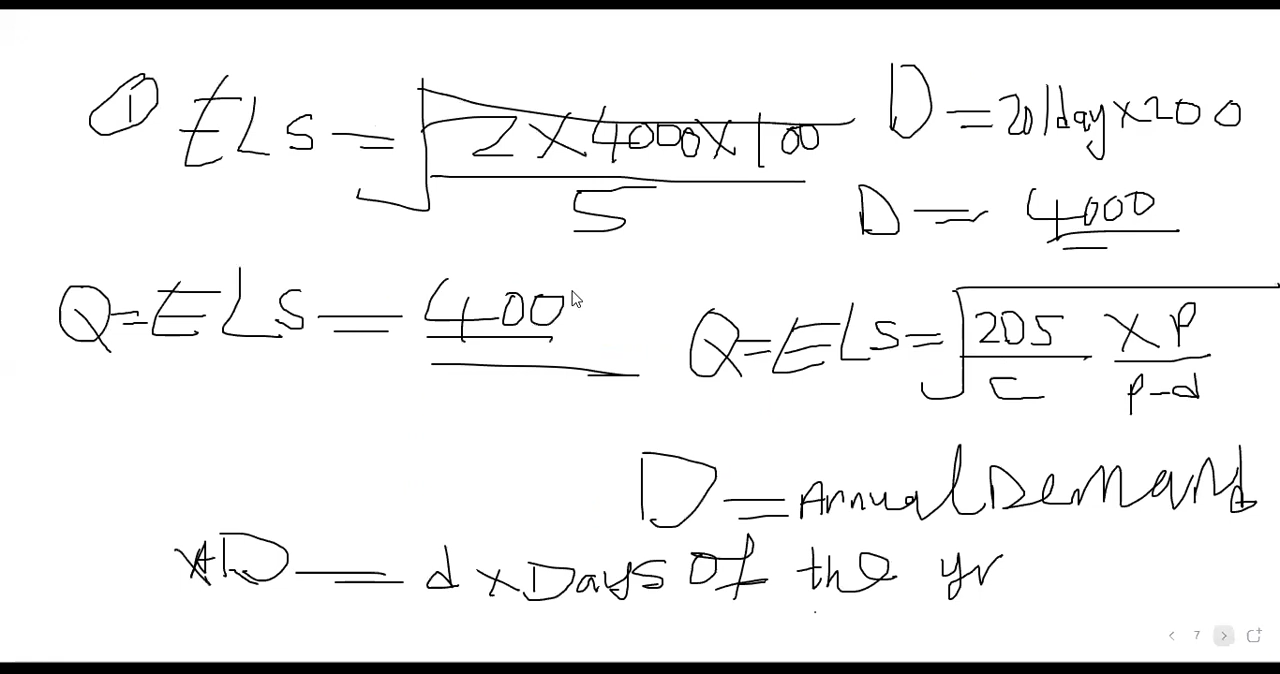 ① ELS = √ 2 X 4000 X 100
5
D = 20/day x 200
D = 4000
Q = ELS = 400
Q = ELS = √ 2DS X P
C P-d
D = Annual Demand
*D = d x Days of the yr
7